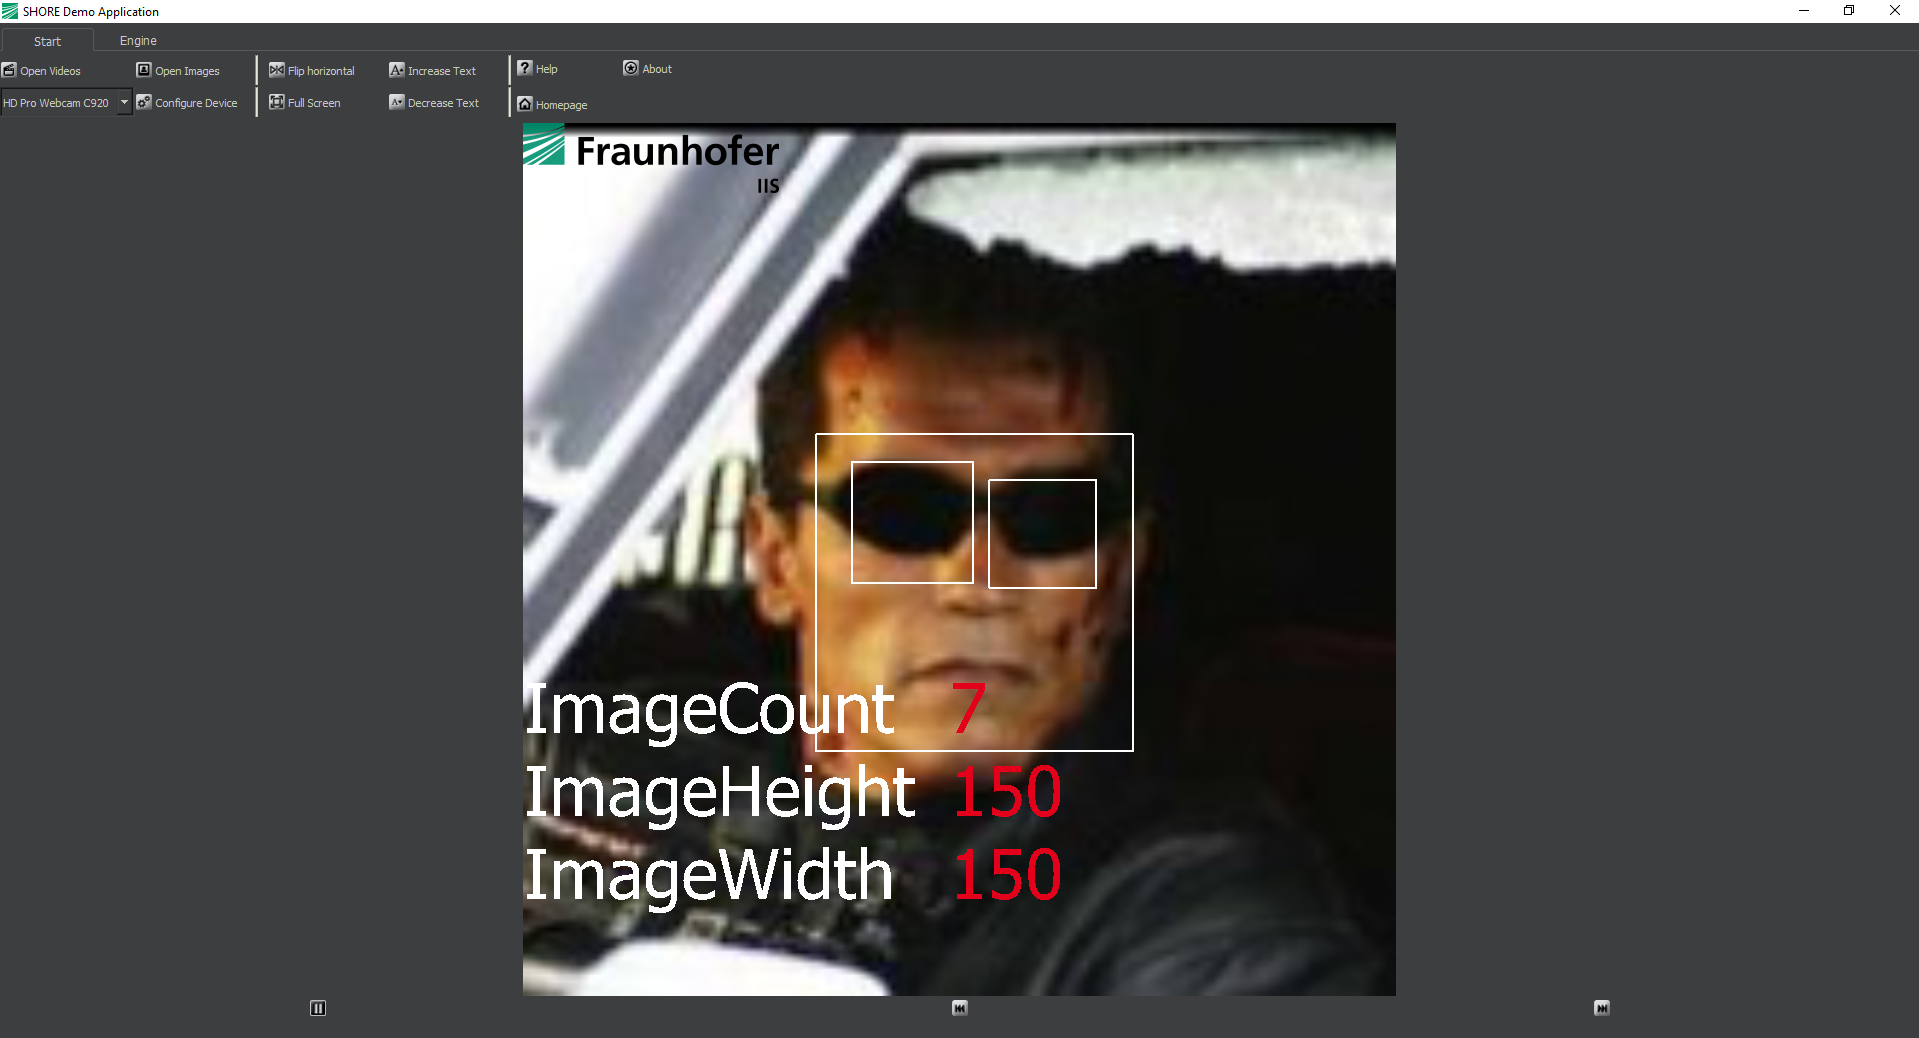 SHORE Demo Application
Start Engine
Open Videos Open Images Flip horizontal Increase Text Help About
HD Pro Webcam C920 Configure Device Full Screen Decrease Text Homepage
Fraunhofer
IIS
ImageCount 7
ImageHeight 150
ImageWidth 150